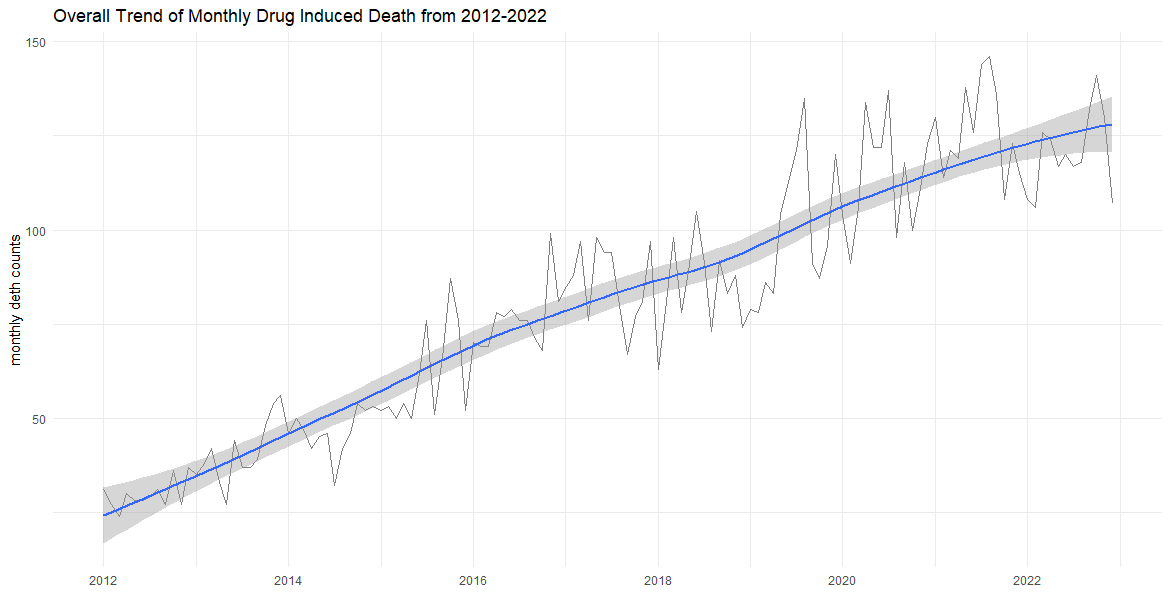 Overall Trend of Monthly Drug Induced Death from 2012-2022
150
100
50
monthly deth counts
2012 2014 2016 2018 2020 2022